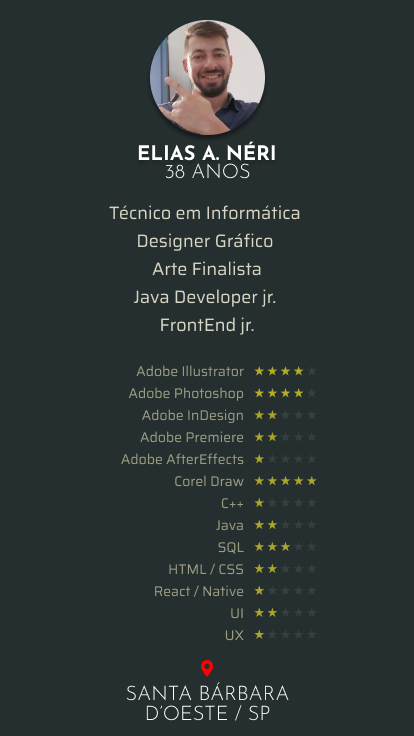 ELIAS A. NÉRI
38 ANOS
Técnico em Informática
Designer Gráfico
Arte Finalista
Java Developer jr.
FrontEnd jr.
Adobe Illustrator
Adobe Photoshop
Adobe InDesign
Adobe Premiere
Adobe AfterEffects
Corel Draw
C++
Java
SQL
HTML / CSS
React / Native
UI
UX
SANTA BÁRBARA
D'OESTE / SP